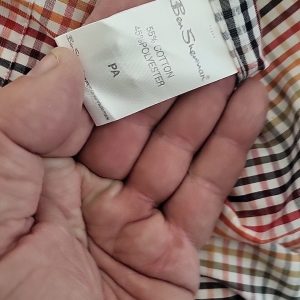 Ben Sherman
55% COTTON
45% POLYESTER
PA